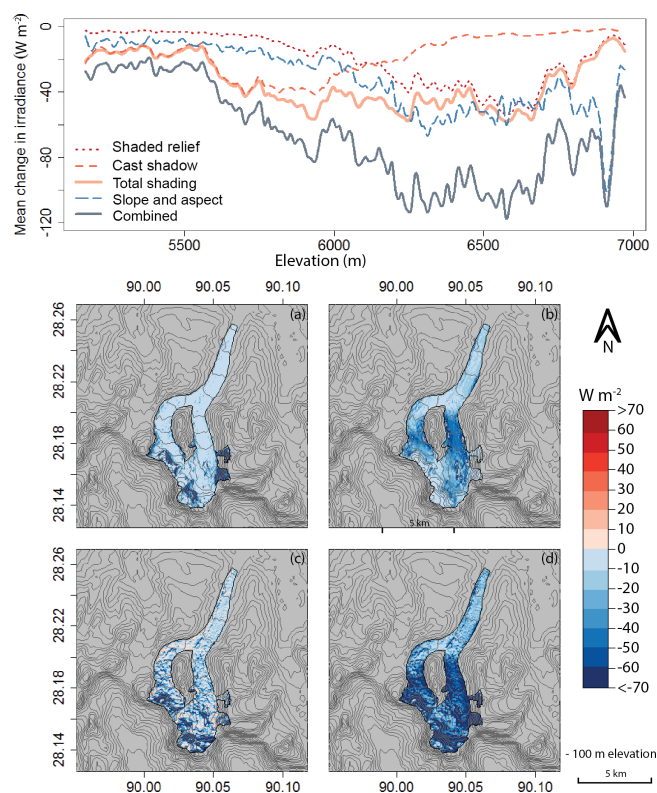 Mean change in irradiance (W m-2)
0
-40
-80
-120
Shaded relief
Cast shadow
Total shading
Slope and aspect
Combined
5500 6000 6500 7000
Elevation (m)
90.00 90.05 90.10 90.00 90.05 90.10
(a) (b)
28.26
28.22
28.18
28.14
N
W m-2
>70
60
50
40
30
20
10
0
-10
-20
-30
-40
-50
-60
<-70
5 km
(c) (d)
28.26
28.22
28.18
28.14
- 100 m elevation
5 km
90.00 90.05 90.10 90.00 90.05 90.10